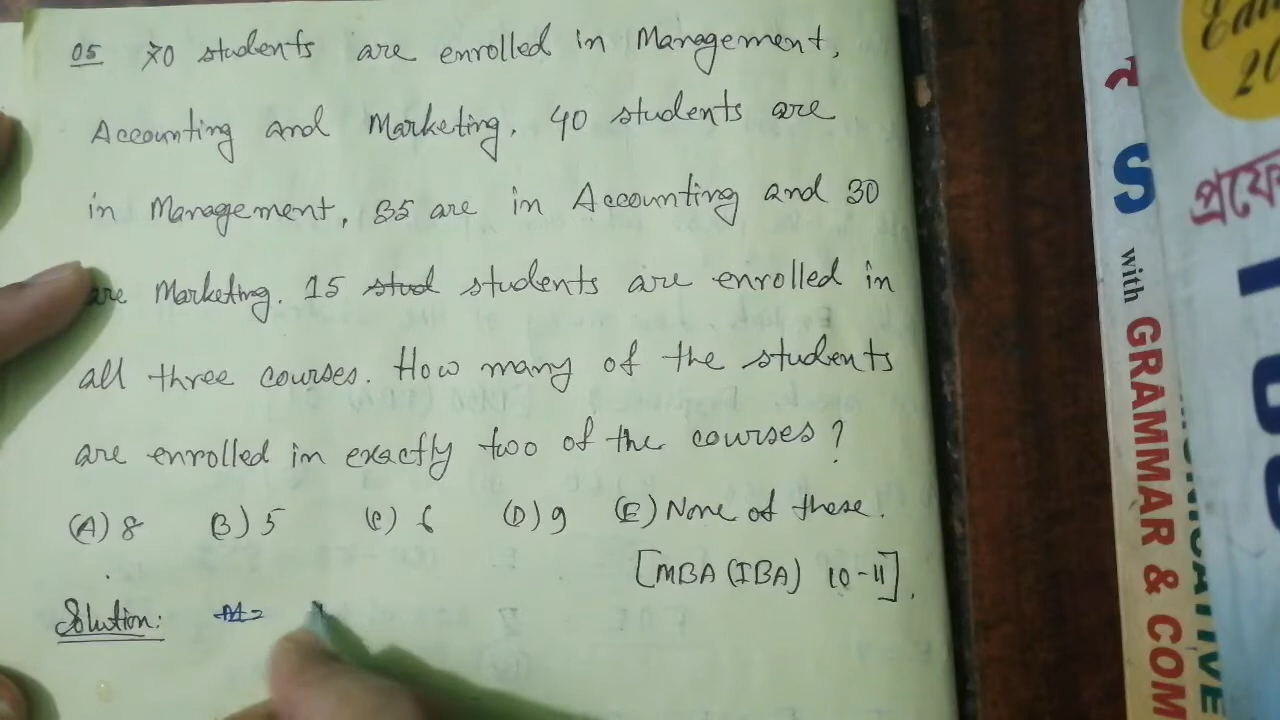 05 70 students are enrolled in Management,
Accounting and Marketing. 40 students are
in Management, 35 are in Accounting and 30
are Marketing. 15 stud students are enrolled in
all three courses. How many of the students
are enrolled in exactly two of the courses?
(A) 8 B) 5 (C) 6 (D) 9 (E) None of these.
[MBA (IBA) 10-11].
Solution: M=
S with GRAMMAR & COM